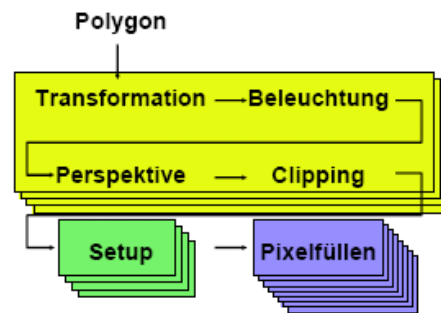 Polygon
Transformation Beleuchtung
Perspektive Clipping
Setup Pixelfüllen